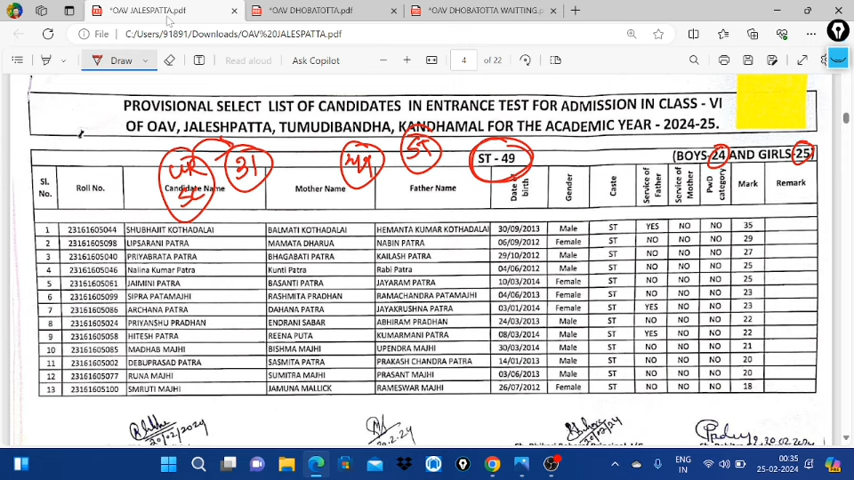 *OAV JALESPATTA.pdf
*OAV DHOBATOTTA.pdf
*OAV DHOBATOTTA WAITTING.p
File C:/Users/91891/Downloads/OAV%20JALESPATTA.pdf
Draw
Read aloud
Ask Copilot
4 of 22
PROVISIONAL SELECT LIST OF CANDIDATES IN ENTRANCE TEST FOR ADMISSION IN CLASS - VI
OF OAV, JALESHPATTA, TUMUDIBANDHA, KANDHAMAL FOR THE ACADEMIC YEAR - 2024-25.
UR 31 49 ST
SC
ST - 49 (BOYS-24 AND GIRLS-25)
Sl. No. Roll No. Candidate Name Mother Name Father Name Date of birth Gender Caste Service of Father Service of Mother PwD category Mark Remark
1 23161605044 SHUBHAJIT KOTHADALAI BALMATI KOTHADALAI HEMANTA KUMAR KOTHADALAI 30/09/2013 Male ST YES NO NO 35
2 23161605098 LIPSARANI PATRA MAMATA DHARUA NABIN PATRA 06/09/2012 Female ST NO NO NO 29
3 23161605040 PRIYABRATA PATRA BHAGABATI PATRA KAILASH PATRA 29/10/2012 Male ST NO NO NO 27
4 23161605046 Nalina Kumar Patra Kunti Patra Rabi Patra 04/06/2012 Male ST NO NO NO 25
5 23161605061 JAIMINI PATRA BASANTI PATRA JAYARAM PATRA 10/03/2014 Female ST NO NO NO 25
6 23161605099 SIPRA PATAMAJHI RASHMITA PRADHAN RAMACHANDRA PATAMAJHI 04/06/2013 Female ST NO NO NO 23
7 23161605086 ARCHANA PATRA DAHANA PATRA JAYAKRUSHNA PATRA 03/01/2014 Female ST YES NO NO 23
8 23161605024 PRIYANSHU PRADHAN ENDRANI SABAR ABHIRAM PRADHAN 24/03/2013 Male ST NO NO NO 22
9 23161605058 HITESH PATRA REENA PUTA KUMARMANI PATRA 08/03/2014 Male ST YES NO NO 22
10 23161605085 MADHAB MAJHI BISHMA MAJHI UPENDRA MAJHI 30/03/2014 Male ST NO NO NO 21
11 23161605002 DEBUPRASAD PATRA SASMITA PATRA PRAKASH CHANDRA PATRA 14/01/2013 Male ST NO NO NO 20
12 23161605077 RUNA MAJHI SUMITRA MAJHI PRASANT MAJHI 03/06/2013 Male ST NO NO NO 20
13 23161605100 SMRUTI MAJHI JAMUNA MALLICK RAMESWAR MAJHI 26/07/2012 Female ST NO NO NO 18
20/02/2024
ENG
IN
00:35
25-02-2024